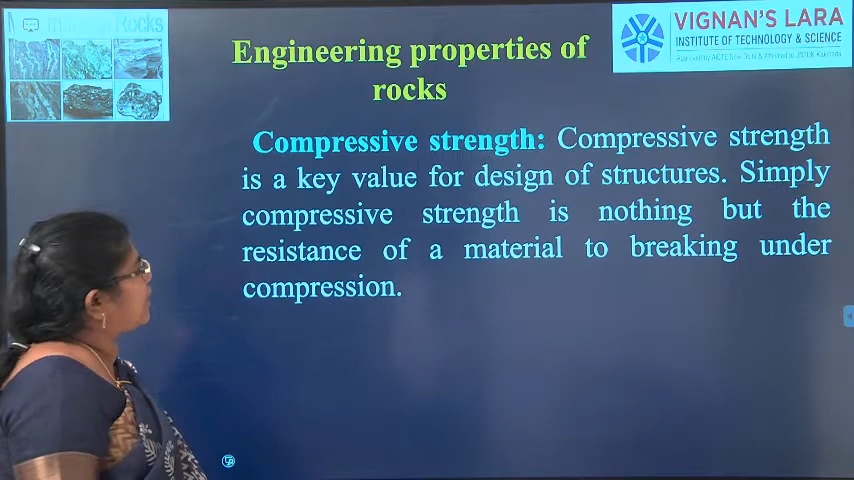 Rocks
VIGNAN'S LARA
INSTITUTE OF TECHNOLOGY & SCIENCE
Engineering properties of
rocks
Compressive strength: Compressive strength
is a key value for design of structures. Simply
compressive strength is nothing but the
resistance of a material to breaking under
compression.